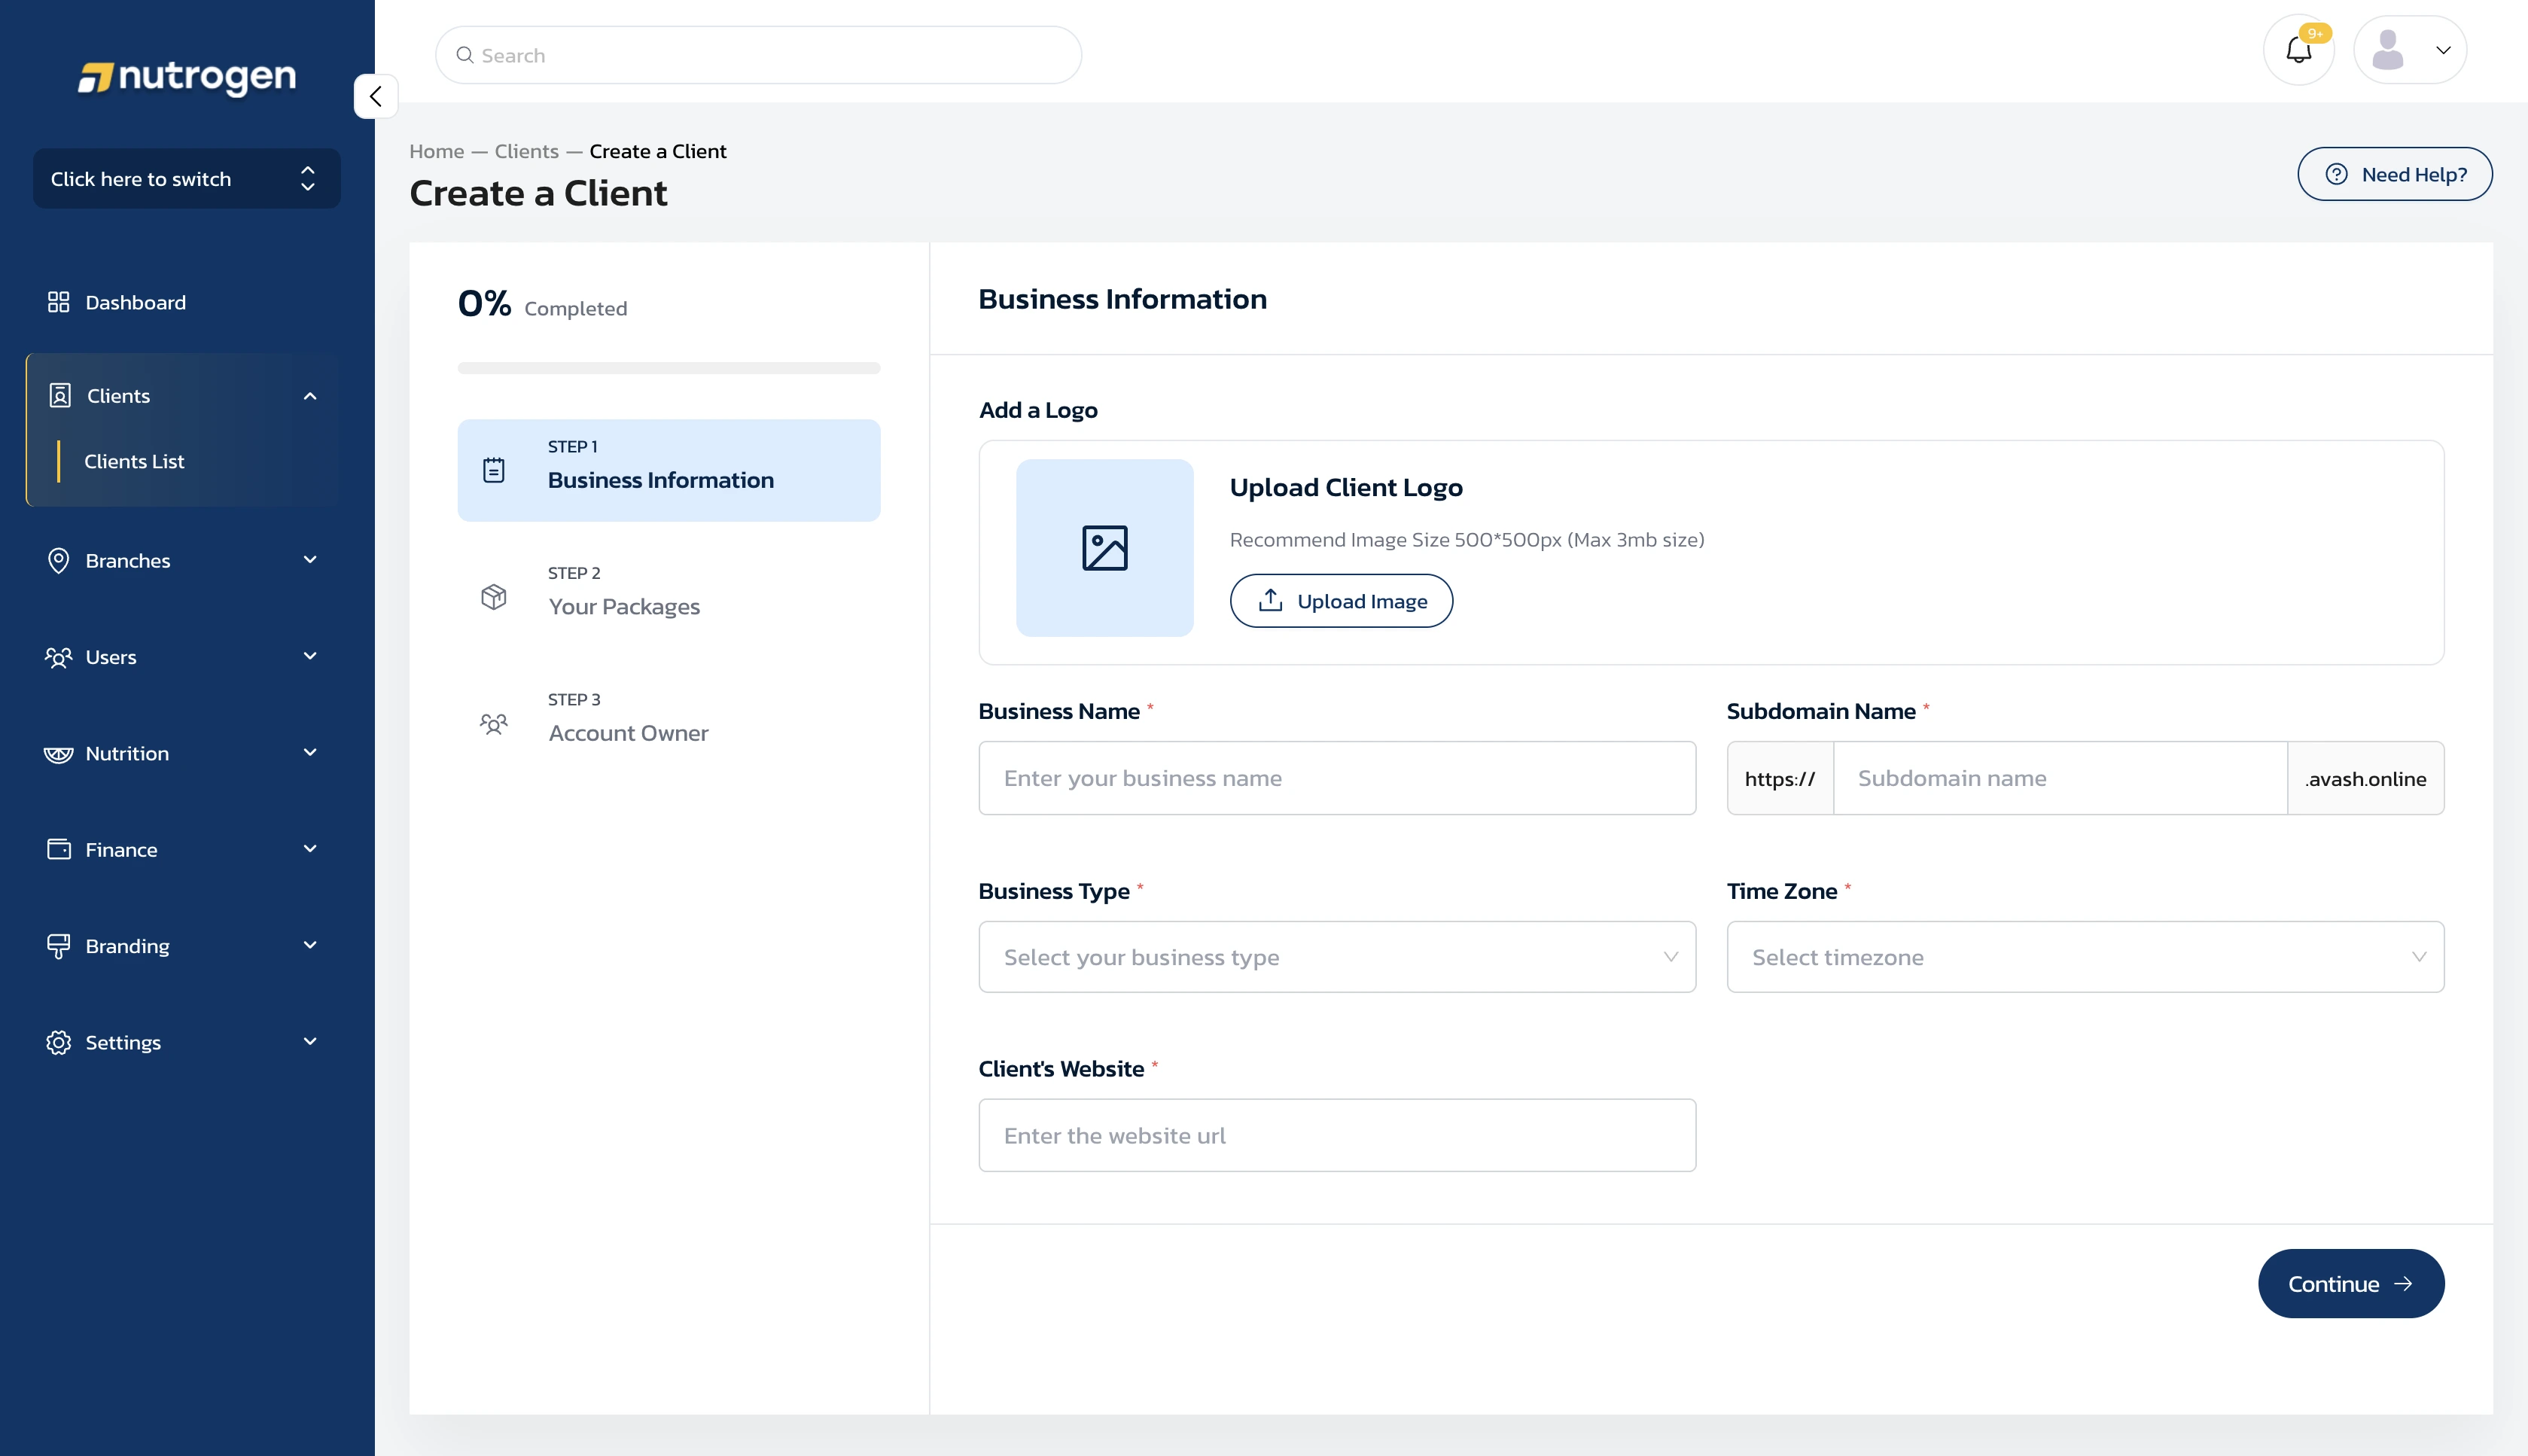 nutrogen
Click here to switch
Dashboard
Clients
Clients List
Branches
Users
Nutrition
Finance
Branding
Settings
Search
9+
Home — Clients — Create a Client
Create a Client
Need Help?
0% Completed
STEP 1
Business Information
STEP 2
Your Packages
STEP 3
Account Owner
Business Information
Add a Logo
Upload Client Logo
Recommend Image Size 500*500px (Max 3mb size)
Upload Image
Business Name *
Enter your business name
Subdomain Name *
https:// Subdomain name .avash.online
Business Type *
Select your business type
Time Zone *
Select timezone
Client's Website *
Enter the website url
Continue